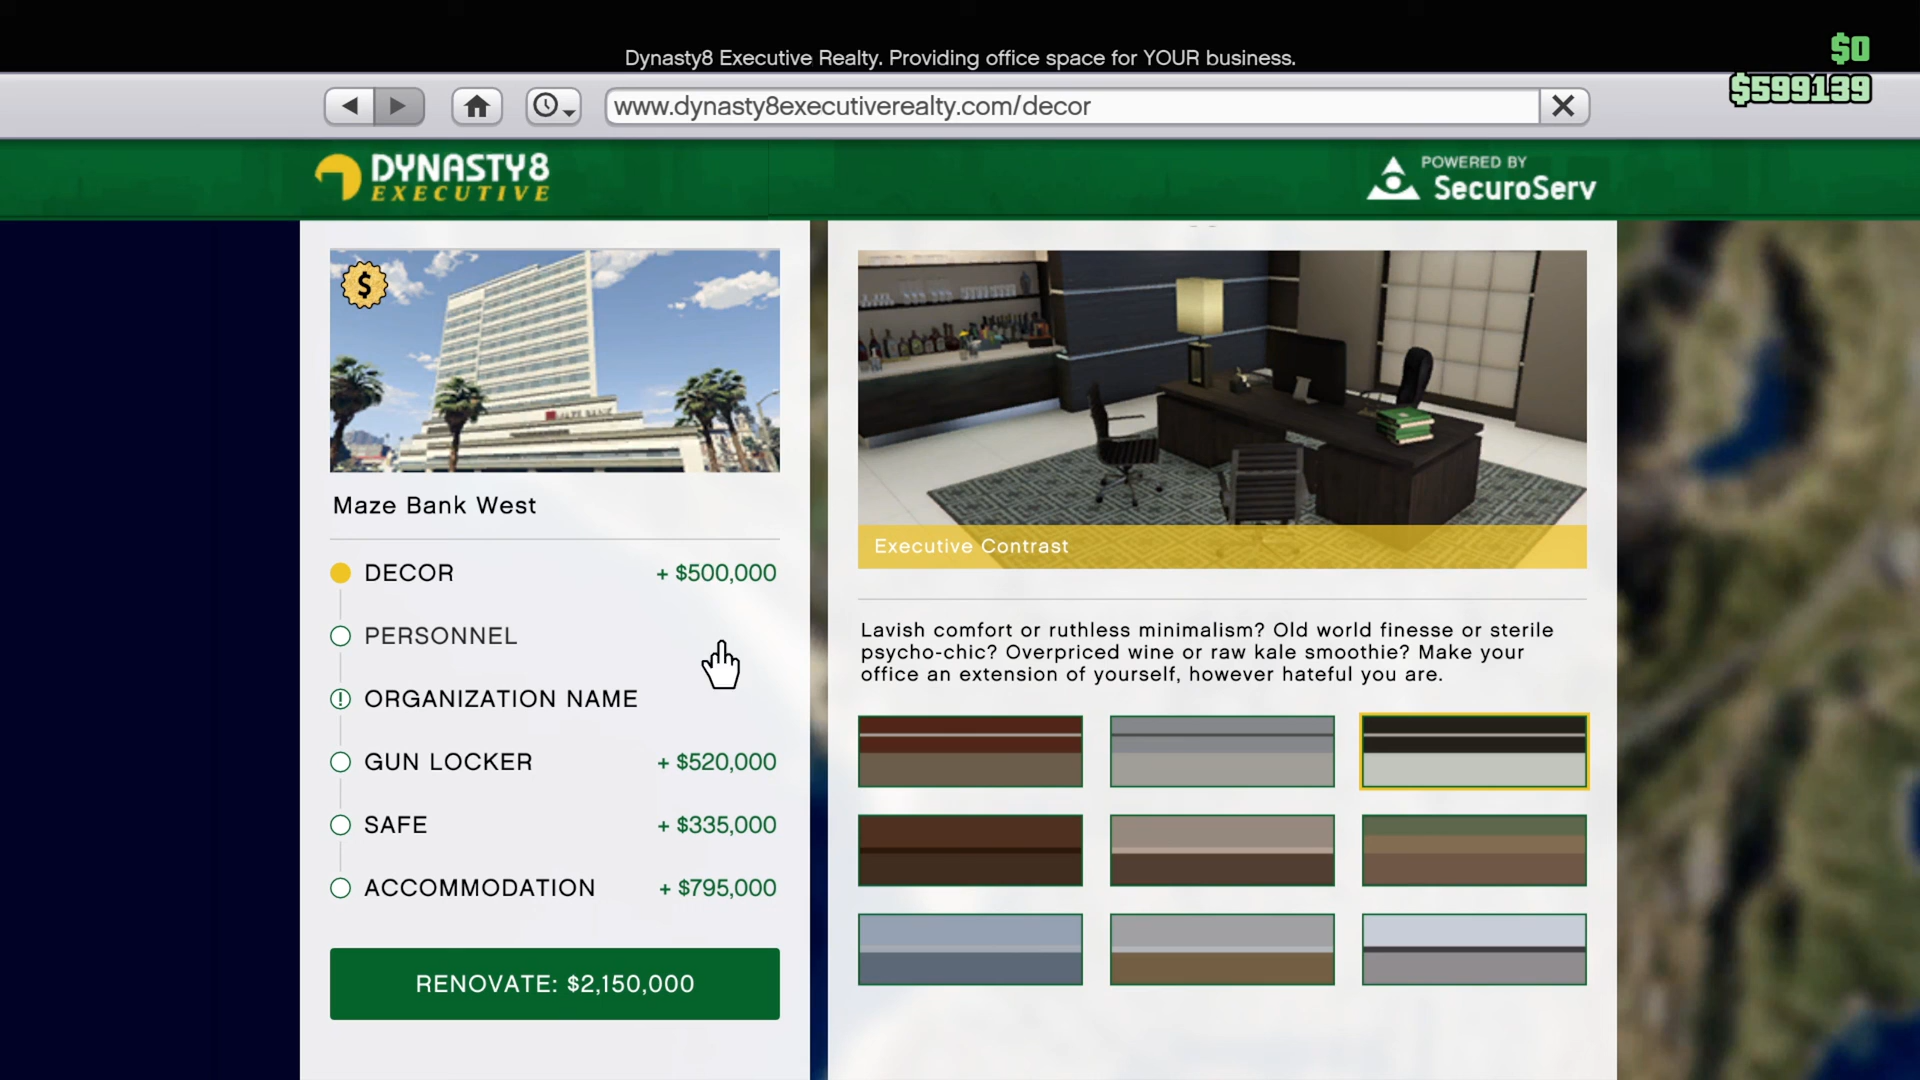 Dynasty8 Executive Realty. Providing office space for YOUR business.
$0
$599139
www.dynasty8executiverealty.com/decor
DYNASTY8
EXECUTIVE
POWERED BY
SecuroServ
$
MAZE BANK
Maze Bank West
DECOR + $500,000
PERSONNEL
ORGANIZATION NAME
GUN LOCKER + $520,000
SAFE + $335,000
ACCOMMODATION + $795,000
RENOVATE: $2,150,000
Executive Contrast
Lavish comfort or ruthless minimalism? Old world finesse or sterile
psycho-chic? Overpriced wine or raw kale smoothie? Make your
office an extension of yourself, however hateful you are.